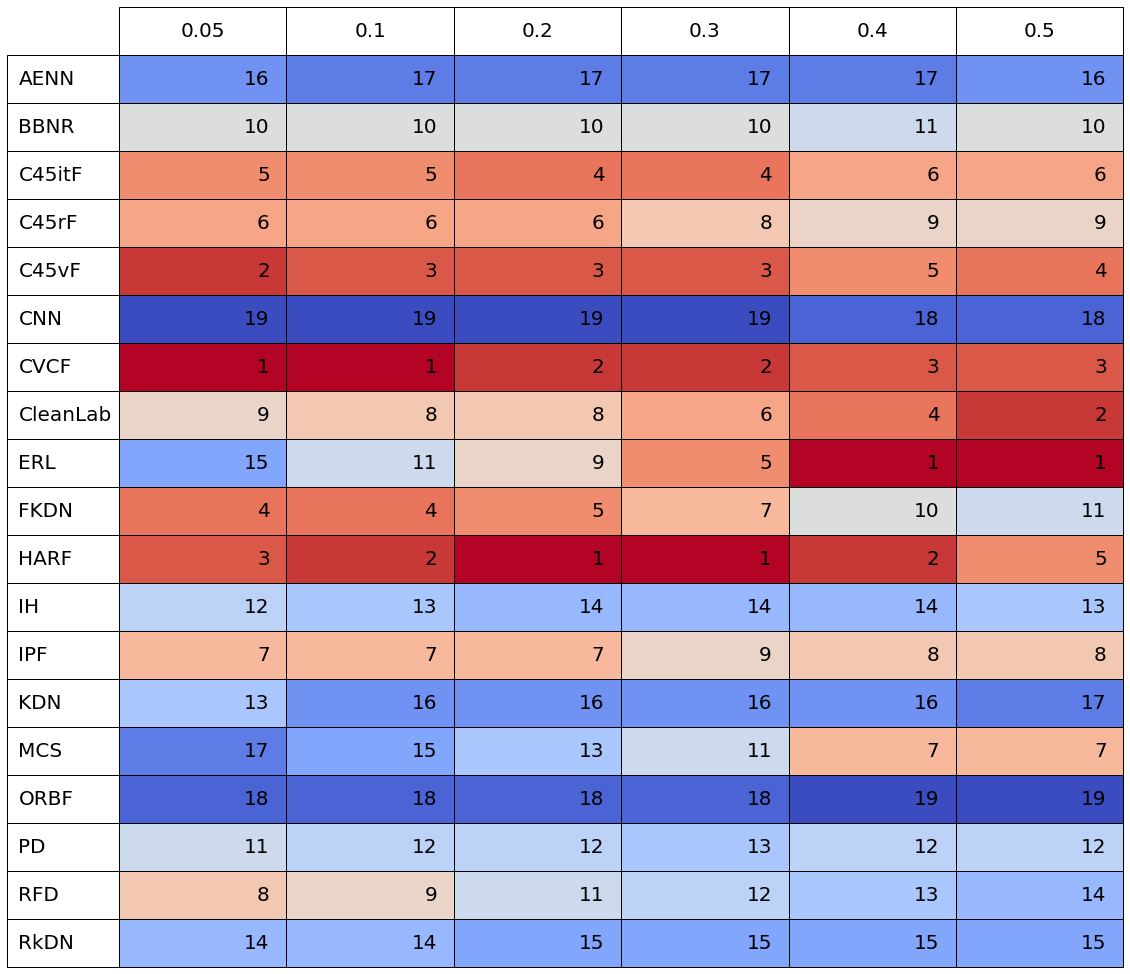 0.05 0.1 0.2 0.3 0.4 0.5
AENN 16 17 17 17 17 16
BBNR 10 10 10 10 11 10
C45itF 5 5 4 4 6 6
C45rF 6 6 6 8 9 9
C45vF 2 3 3 3 5 4
CNN 19 19 19 19 18 18
CVCF 1 1 2 2 3 3
CleanLab 9 8 8 6 4 2
ERL 15 11 9 5 1 1
FKDN 4 4 5 7 10 11
HARF 3 2 1 1 2 5
IH 12 13 14 14 14 13
IPF 7 7 7 9 8 8
KDN 13 16 16 16 16 17
MCS 17 15 13 11 7 7
ORBF 18 18 18 18 19 19
PD 11 12 12 13 12 12
RFD 8 9 11 12 13 14
RkDN 14 14 15 15 15 15